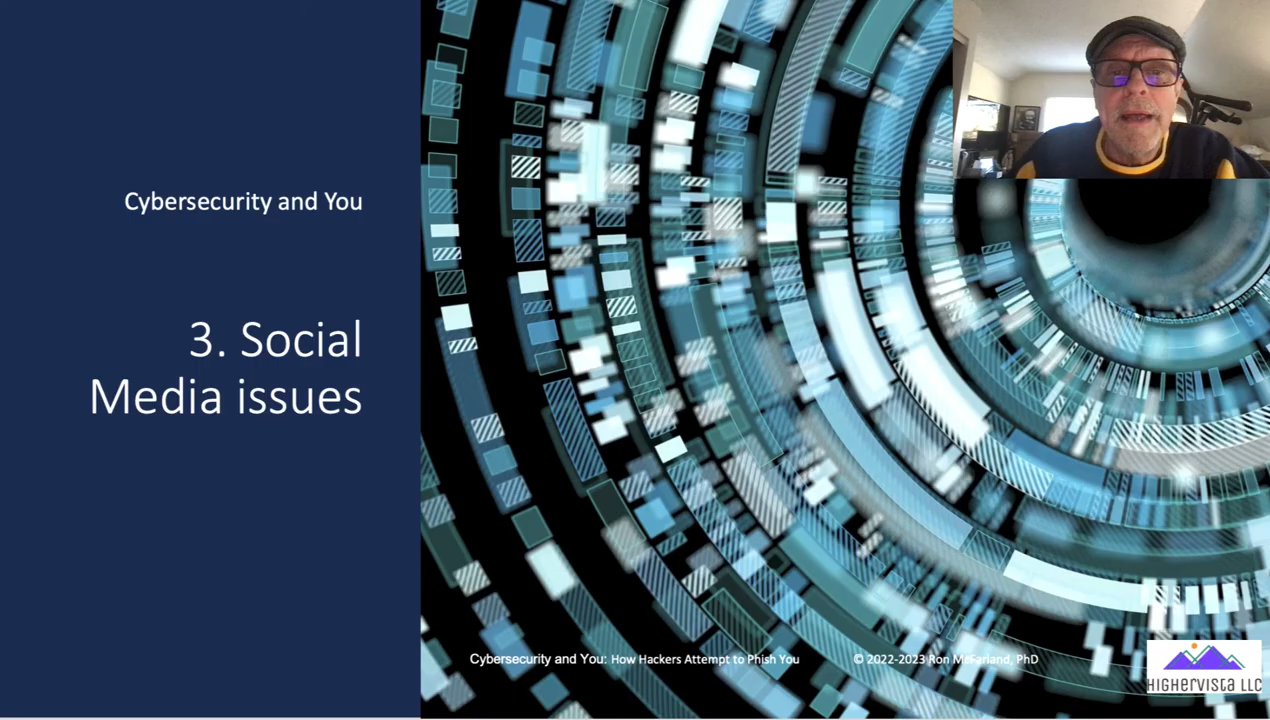 Cybersecurity and You
3. Social
Media issues
Cybersecurity and You: How Hackers Attempt to Phish You
© 2022-2023 Ron McFarland, PhD
HIGHERVISTA LLC